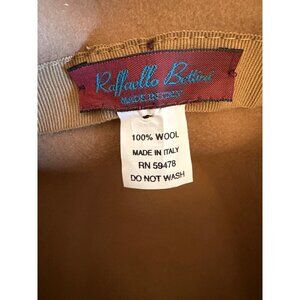 Raffaello Bettini
MADE IN ITALY
100% WOOL
MADE IN ITALY
RN 59478
DO NOT WASH